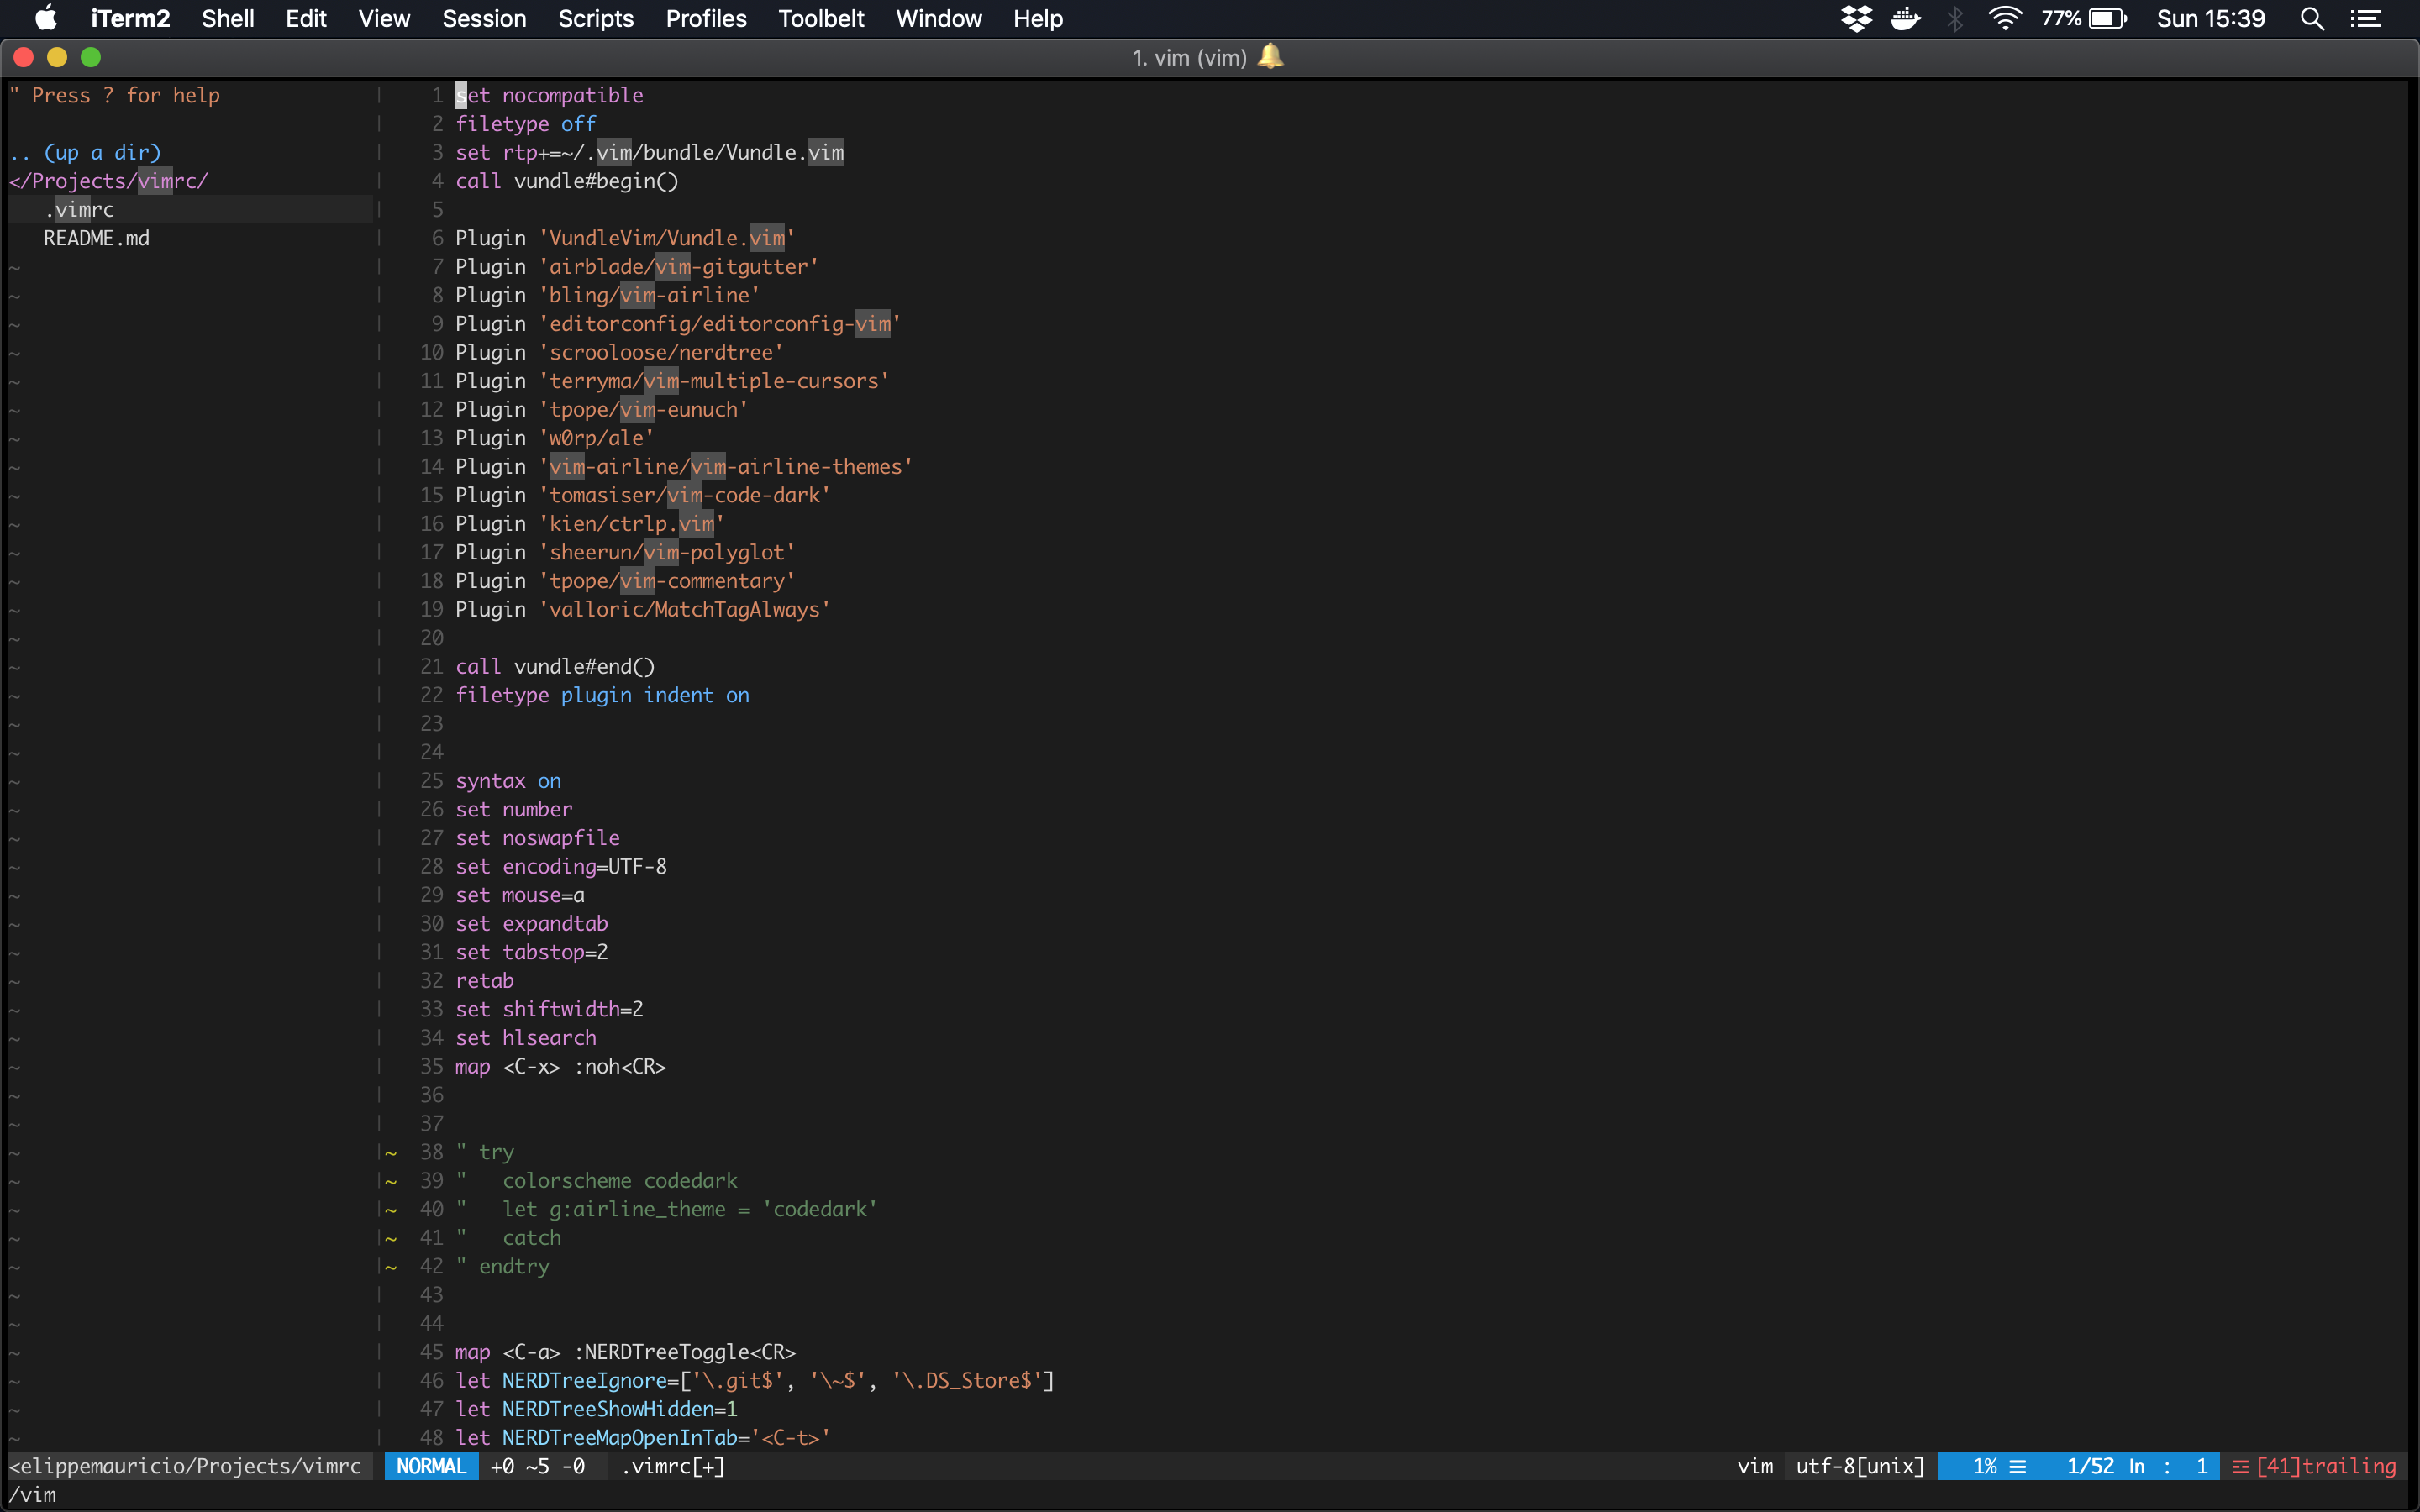 iTerm2 Shell Edit View Session Scripts Profiles Toolbelt Window Help 77% Sun 15:39
1. vim (vim)
" Press ? for help
.. (up a dir)
</Projects/vimrc/
.vimrc
README.md
1 set nocompatible
2 filetype off
3 set rtp+=~/.vim/bundle/Vundle.vim
4 call vundle#begin()
5
6 Plugin 'VundleVim/Vundle.vim'
7 Plugin 'airblade/vim-gitgutter'
8 Plugin 'bling/vim-airline'
9 Plugin 'editorconfig/editorconfig-vim'
10 Plugin 'scrooloose/nerdtree'
11 Plugin 'terryma/vim-multiple-cursors'
12 Plugin 'tpope/vim-eunuch'
13 Plugin 'w0rp/ale'
14 Plugin 'vim-airline/vim-airline-themes'
15 Plugin 'tomasiser/vim-code-dark'
16 Plugin 'kien/ctrlp.vim'
17 Plugin 'sheerun/vim-polyglot'
18 Plugin 'tpope/vim-commentary'
19 Plugin 'valloric/MatchTagAlways'
20
21 call vundle#end()
22 filetype plugin indent on
23
24
25 syntax on
26 set number
27 set noswapfile
28 set encoding=UTF-8
29 set mouse=a
30 set expandtab
31 set tabstop=2
32 retab
33 set shiftwidth=2
34 set hlsearch
35 map <C-x> :noh<CR>
36
37
~ 38 " try
~ 39 "   colorscheme codedark
~ 40 "   let g:airline_theme = 'codedark'
~ 41 "   catch
~ 42 " endtry
43
44
45 map <C-a> :NERDTreeToggle<CR>
46 let NERDTreeIgnore=['\.git$', '\~$', '\.DS_Store$']
47 let NERDTreeShowHidden=1
48 let NERDTreeMapOpenInTab='<C-t>'
<elippemauricio/Projects/vimrc NORMAL +0 ~5 -0 .vimrc[+] vim utf-8[unix] 1% ☰ 1/52 ln : 1 ☲ [41]trailing
/vim